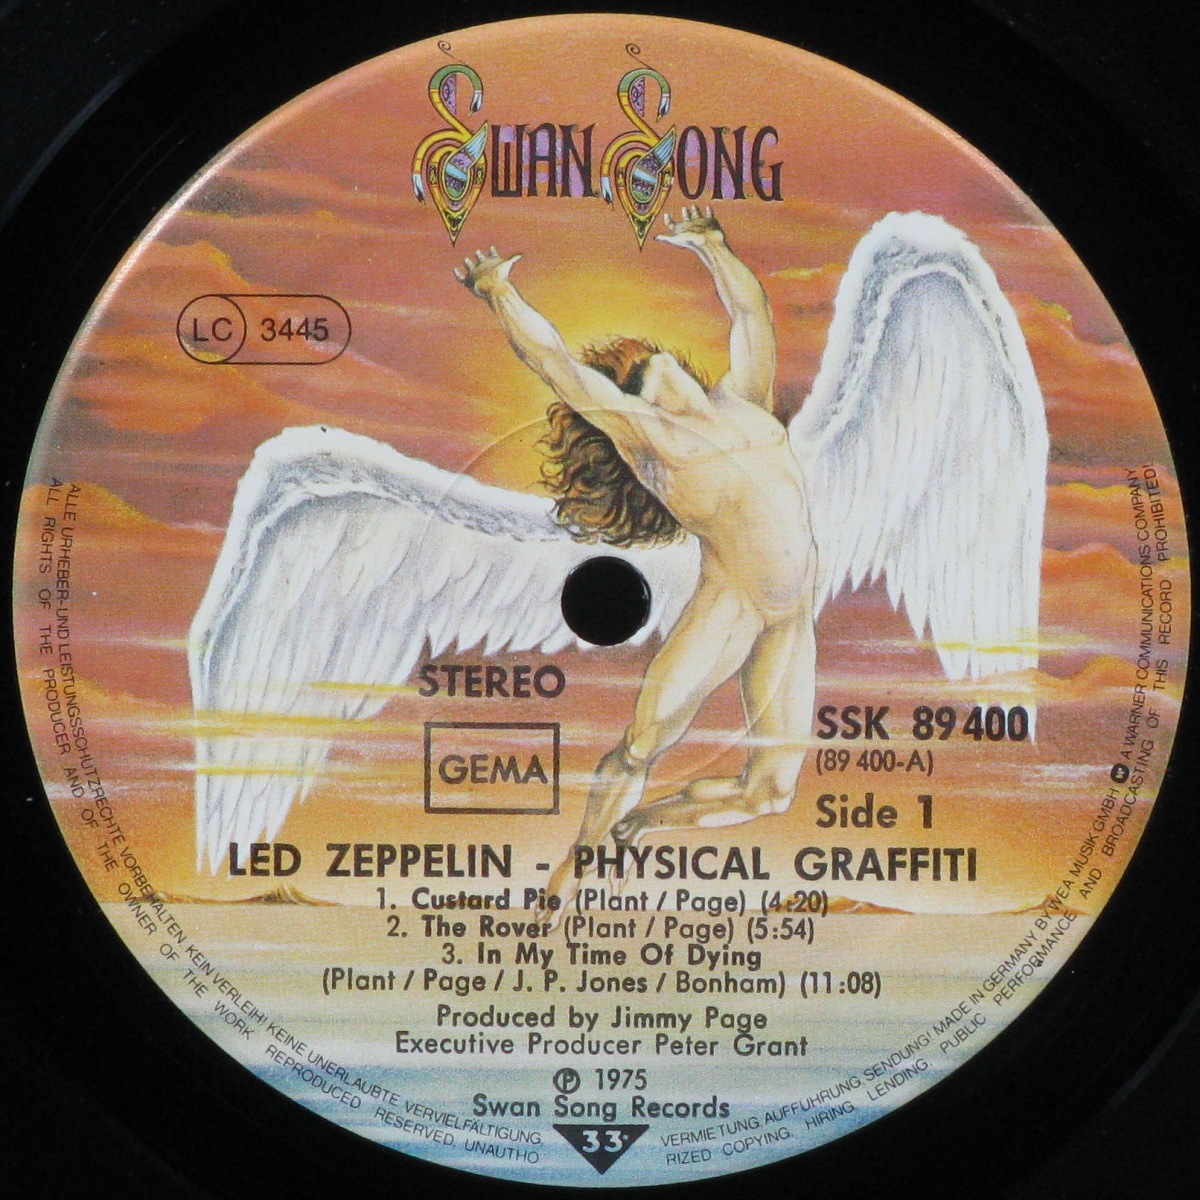 SWAN SONG
LC 3445
STEREO
GEMA
SSK 89 400
(89 400-A)
Side 1
LED ZEPPELIN - PHYSICAL GRAFFITI
1. Custard Pie (Plant / Page) (4:20)
2. The Rover (Plant / Page) (5:54)
3. In My Time Of Dying
(Plant / Page / J. P. Jones / Bonham) (11:08)
Produced by Jimmy Page
Executive Producer Peter Grant
℗ 1975
Swan Song Records
33
ALLE URHEBER- UND LEISTUNGSSCHUTZRECHTE VORBEHALTEN KEIN VERLEIH! KEINE UNERLAUBTE VERVIELFÄLTIGUNG, VERMIETUNG, AUFFÜHRUNG, SENDUNG! MADE IN GERMANY BY WEA MUSIK GMBH A WARNER COMMUNICATIONS COMPANY
ALL RIGHTS OF THE PRODUCER AND OF THE OWNER OF THE WORK REPRODUCED RESERVED. UNAUTHORIZED COPYING, HIRING, LENDING, PUBLIC PERFORMANCE AND BROADCASTING OF THIS RECORD PROHIBITED!